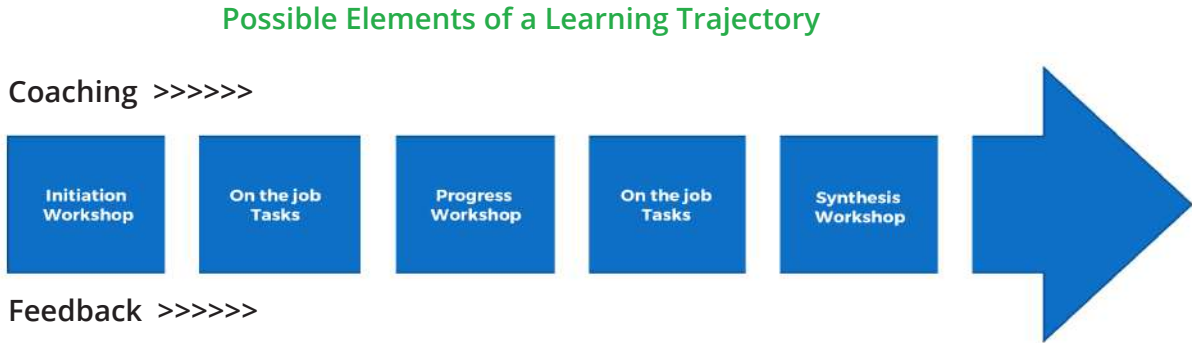 Possible Elements of a Learning Trajectory
Coaching >>>>>>
Initiation
Workshop
On the job
Tasks
Progress
Workshop
On the job
Tasks
Synthesis
Workshop
Feedback >>>>>>